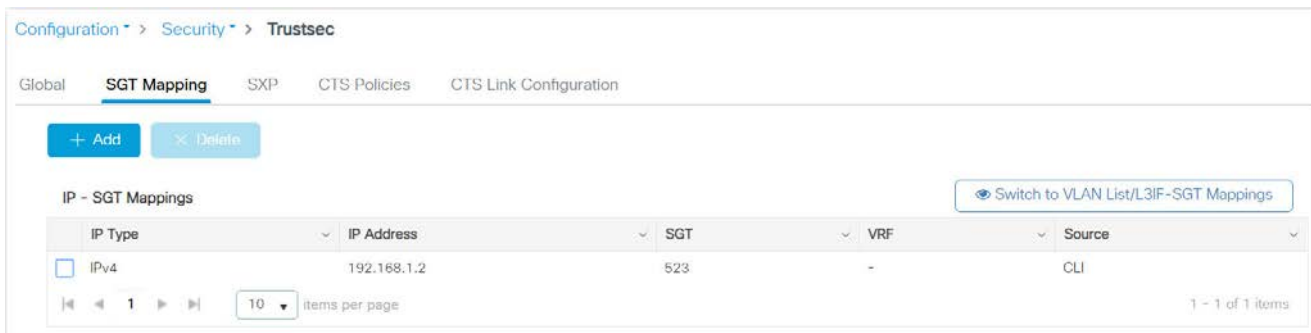 Configuration > Security > Trustsec
Global SGT Mapping SXP CTS Policies CTS Link Configuration
+ Add × Delete
IP - SGT Mappings Switch to VLAN List/L3IF-SGT Mappings
IP Type IP Address SGT VRF Source
IPv4 192.168.1.2 523 - CLI
1 10 items per page 1 - 1 of 1 items